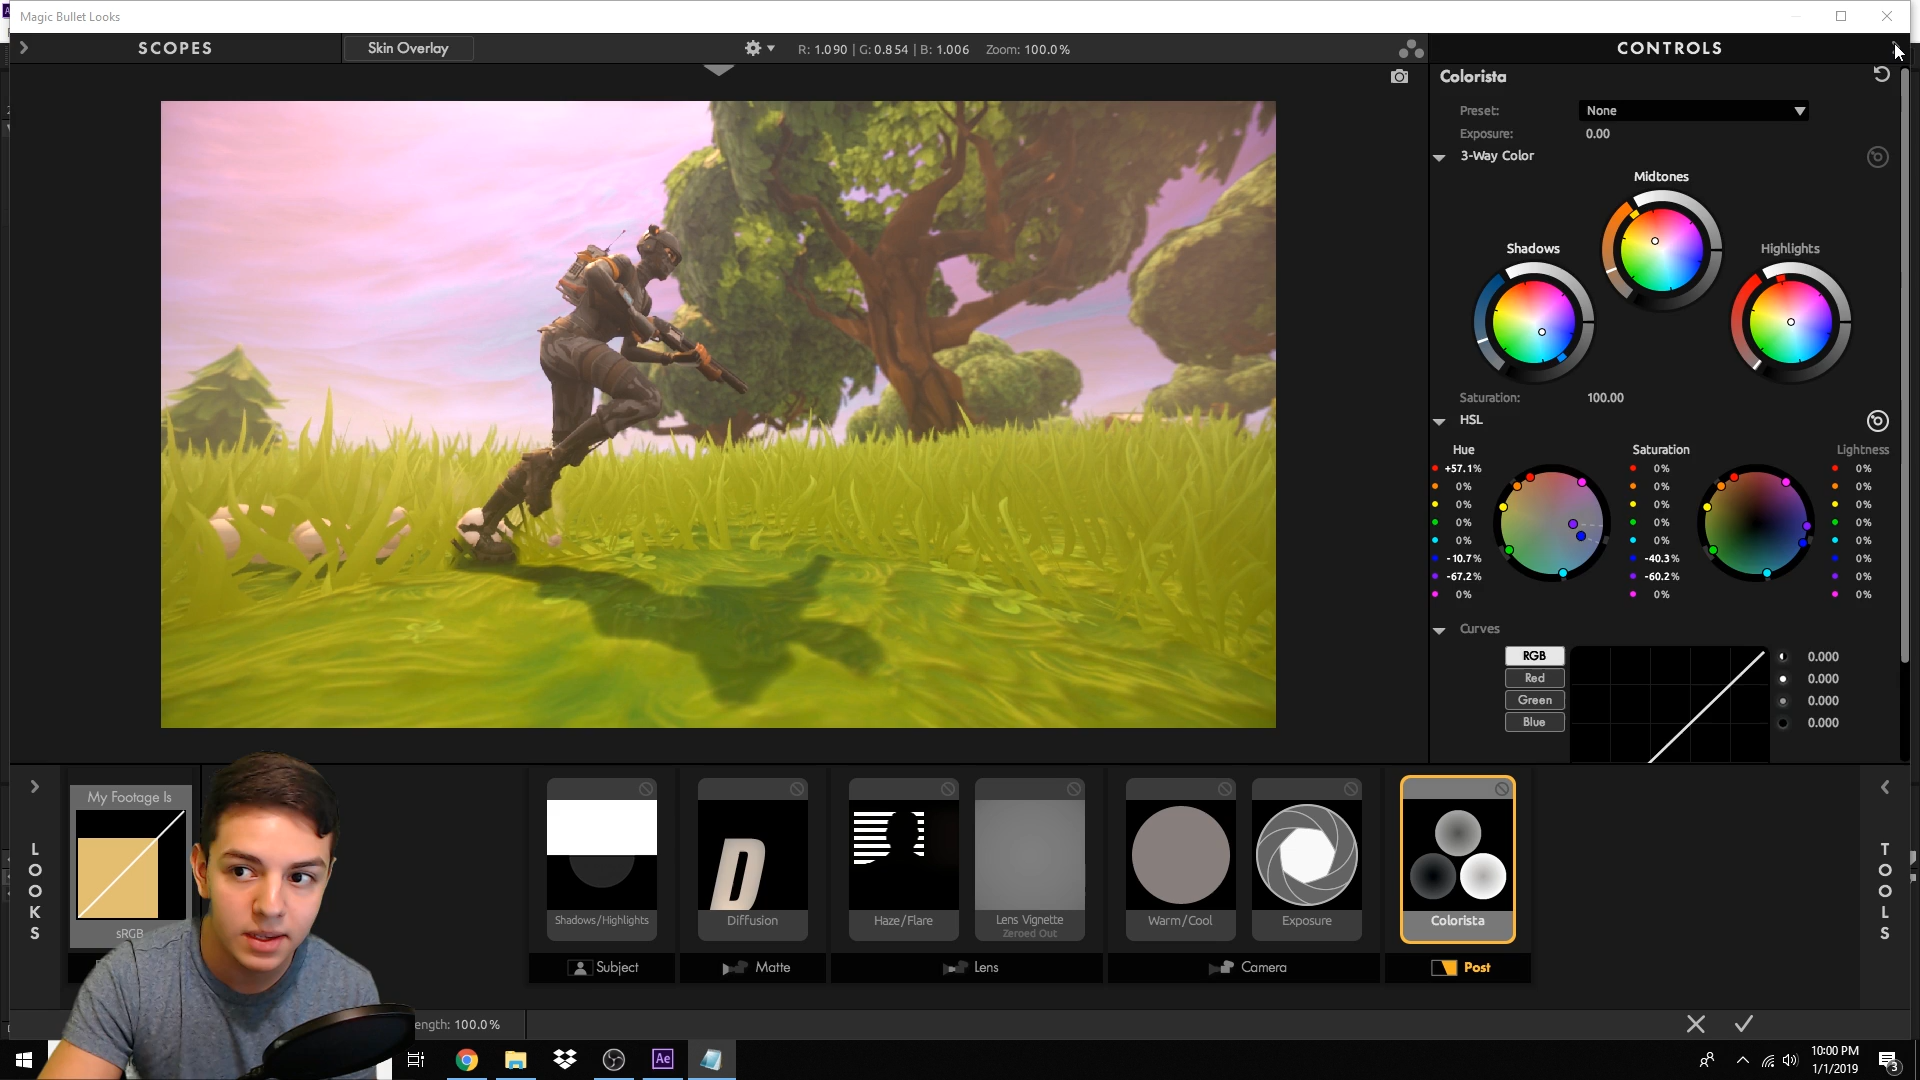 Magic Bullet Looks
SCOPES
Skin Overlay
R: 1.090 | G: 0.854 | B: 1.006
Zoom: 100.0%
CONTROLS
Colorista
Preset: None
Exposure: 0.00
3-Way Color
Midtones
Shadows
Highlights
Saturation: 100.00
HSL
Hue Saturation Lightness
+57.1% 0% 0%
0% 0% 0%
0% 0% 0%
0% 0% 0%
0% 0% 0%
-10.7% -40.3% 0%
-67.2% -60.2% 0%
0% 0% 0%
Curves
RGB 0.000
Red 0.000
Green 0.000
Blue 0.000
LOOKS
My Footage Is
sRGB
Shadows/Highlights
D
Diffusion
Haze/Flare
Lens Vignette
Zeroed Out
Warm/Cool
Exposure
Colorista
Subject
Matte
Lens
Camera
Post
TOOLS
ength: 100.0%
Ae
10:00 PM
1/1/2019
3